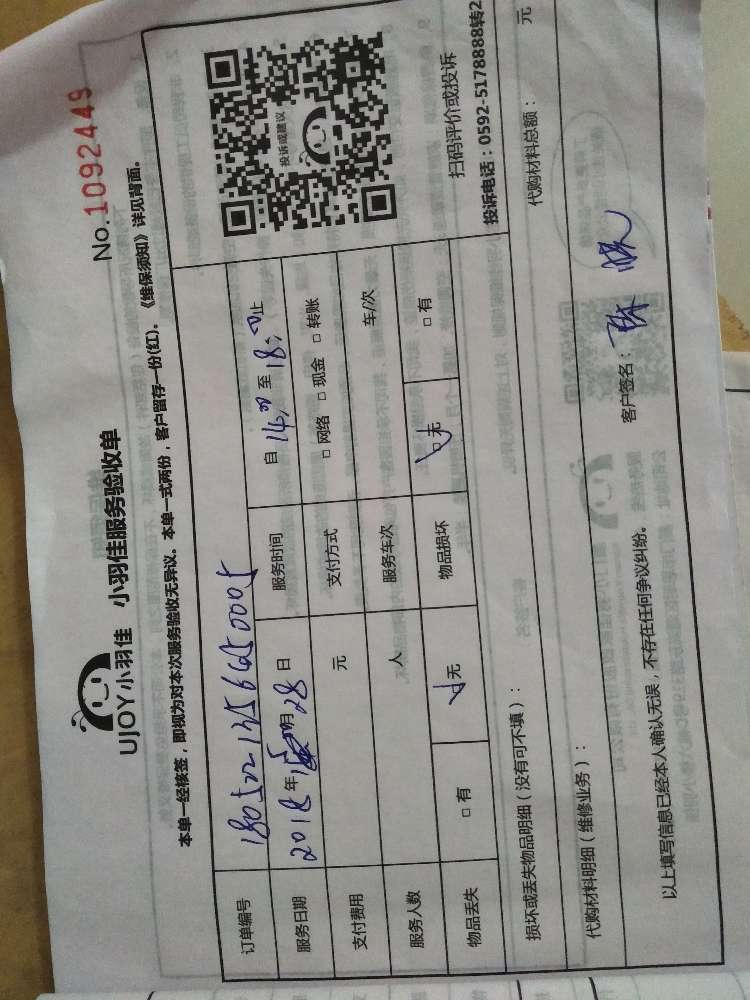 UJOY小羽佳 小羽佳服务验收单
No.1092449
本单一经核签，即视为对本次服务验收无异议。本单一式两份，客户留存一份(红)。《维保须知》详见背面。
订单编号 1805221356650005
服务日期 2018年5月28日 服务时间 自14:00至18:00止
支付费用 元 支付方式 □网络 □现金 □转账
服务人数 人 服务车次 车/次
物品丢失 □有 □无 物品损坏 □无 □有
投诉或建议
扫码评价或投诉
投诉电话：0592-5178888转2
损坏或丢失物品明细（没有可不填）：
代购材料明细（维修业务）： 代购材料总额： 元
以上填写信息已经本人确认无误，不存在任何争议纠纷。 客户签名：